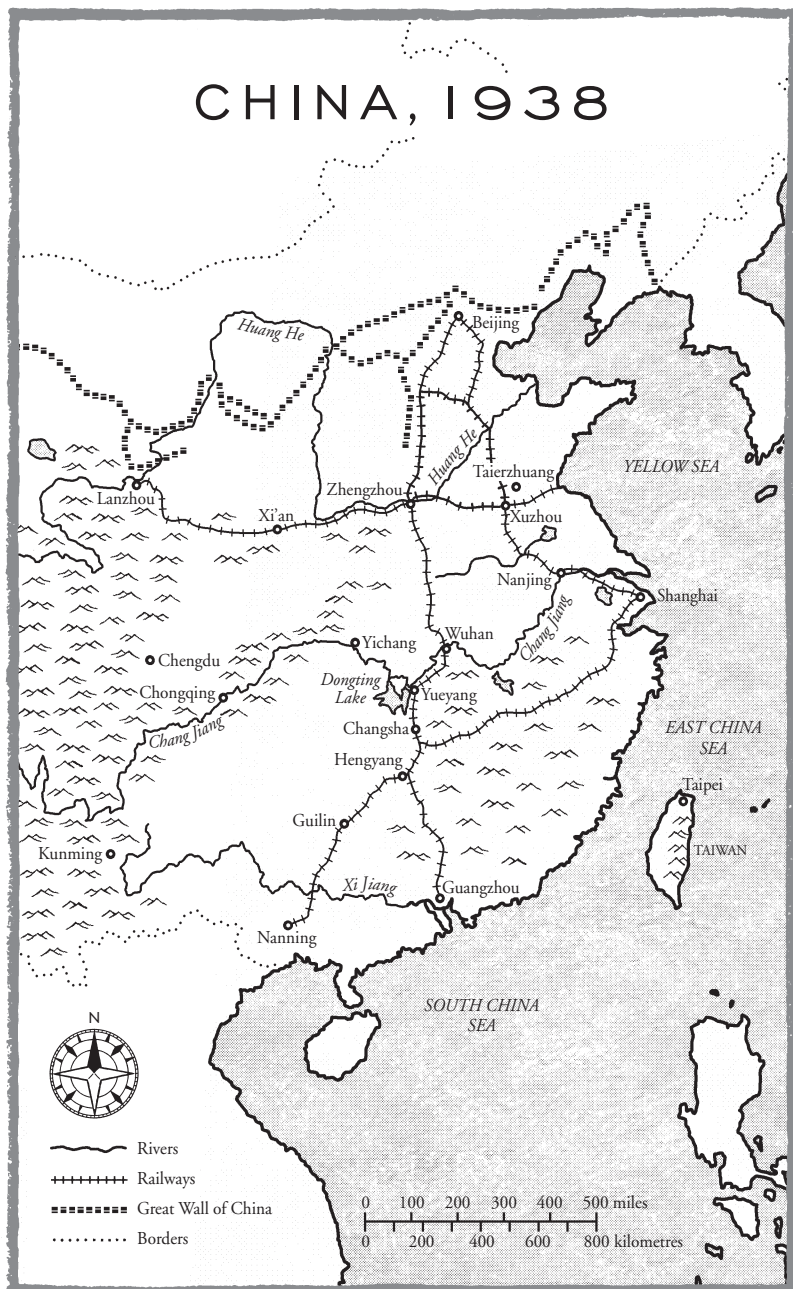 CHINA, 1938
Huang He
Beijing
Huang He
YELLOW SEA
Taierzhuang
Lanzhou
Zhengzhou
Xi'an
Xuzhou
Nanjing
Shanghai
Chang Jiang
Yichang
Wuhan
Chengdu
Dongting
Lake
Chongqing
Yueyang
Chang Jiang
Changsha
EAST CHINA
SEA
Hengyang
Taipei
Guilin
Kunming
TAIWAN
Xi Jiang
Guangzhou
Nanning
SOUTH CHINA
SEA
N
Rivers
Railways
Great Wall of China
Borders
0 100 200 300 400 500 miles
0 200 400 600 800 kilometres